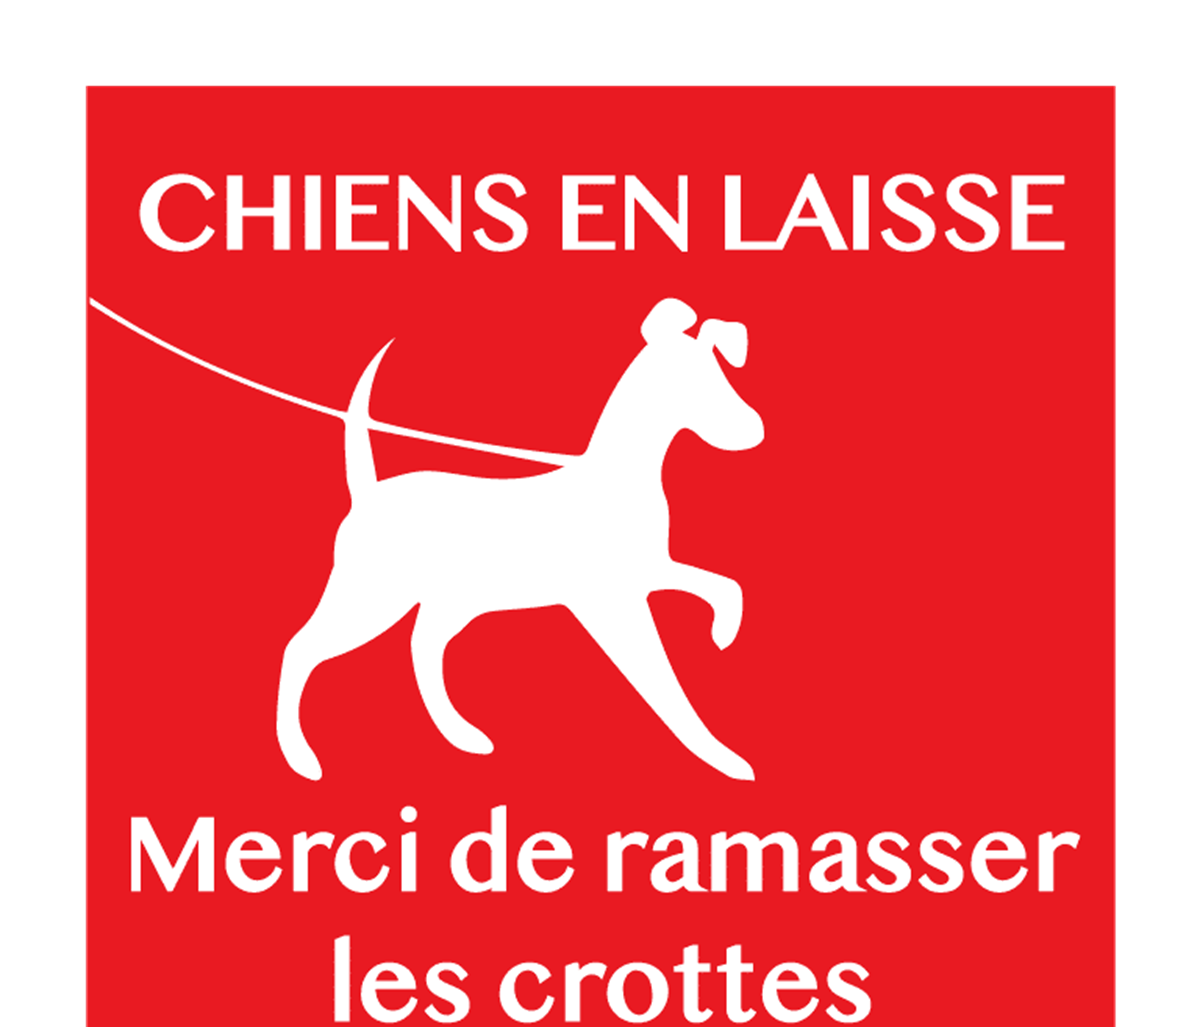 CHIENS EN LAISSE
Merci de ramasser
les crottes